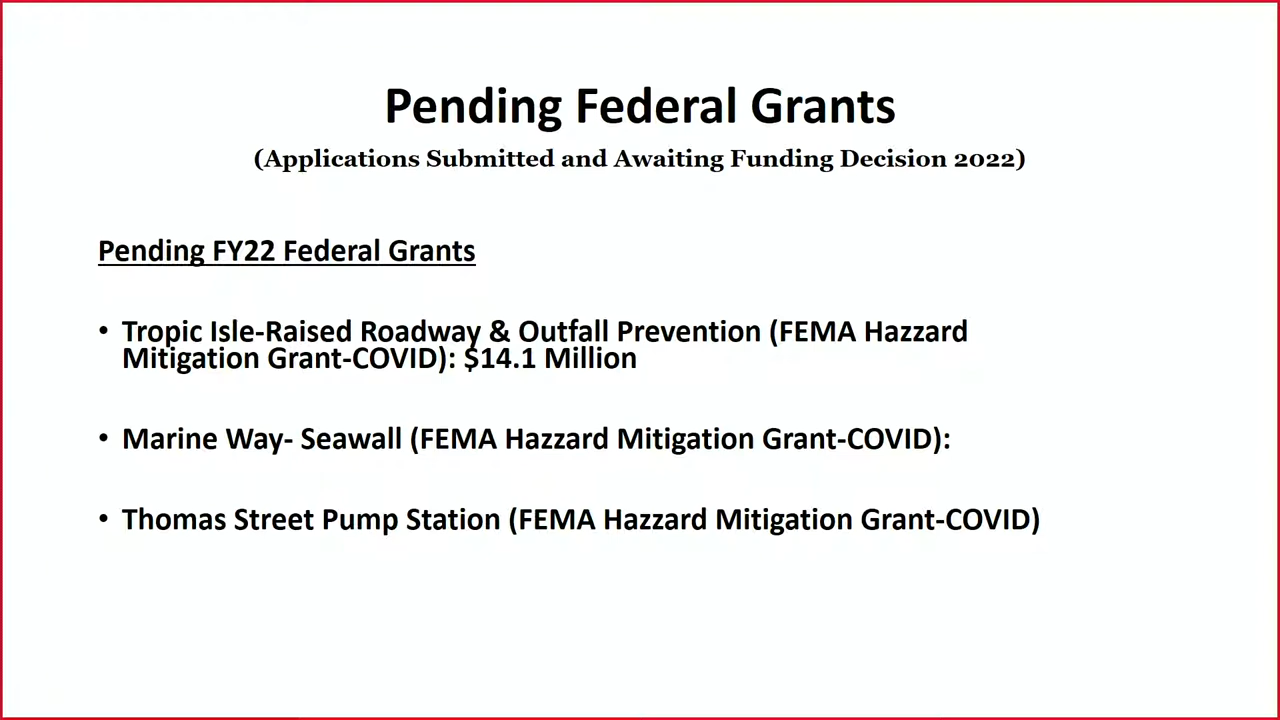 Pending Federal Grants
(Applications Submitted and Awaiting Funding Decision 2022)
Pending FY22 Federal Grants
• Tropic Isle-Raised Roadway & Outfall Prevention (FEMA Hazzard
Mitigation Grant-COVID): $14.1 Million
• Marine Way- Seawall (FEMA Hazzard Mitigation Grant-COVID):
• Thomas Street Pump Station (FEMA Hazzard Mitigation Grant-COVID)